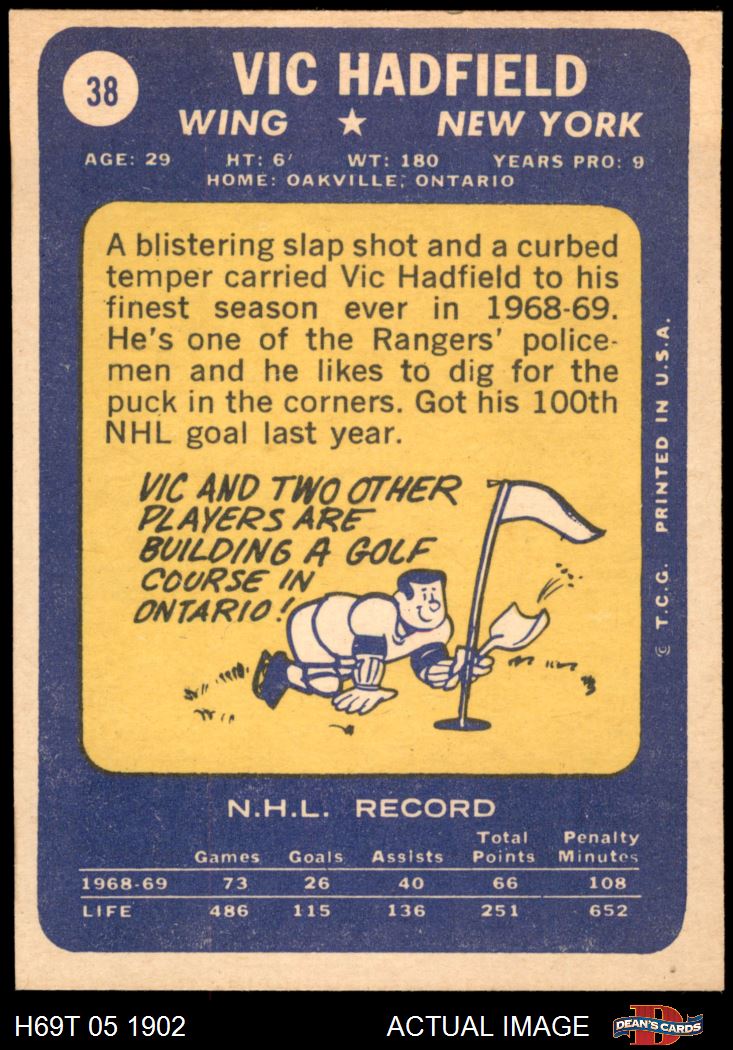 38
VIC HADFIELD
WING ★ NEW YORK
AGE: 29 HT: 6' WT: 180 YEARS PRO: 9
HOME: OAKVILLE, ONTARIO
A blistering slap shot and a curbed
temper carried Vic Hadfield to his
finest season ever in 1968-69.
He's one of the Rangers' police-
men and he likes to dig for the
puck in the corners. Got his 100th
NHL goal last year.
VIC AND TWO OTHER
PLAYERS ARE
BUILDING A GOLF
COURSE IN
ONTARIO!
© T.C.G. PRINTED IN U.S.A.
N.H.L. RECORD
Total Penalty
Games Goals Assists Points Minutes
1968-69 73 26 40 66 108
LIFE 486 115 136 251 652
H69T 05 1902 ACTUAL IMAGE D DEAN'S CARDS